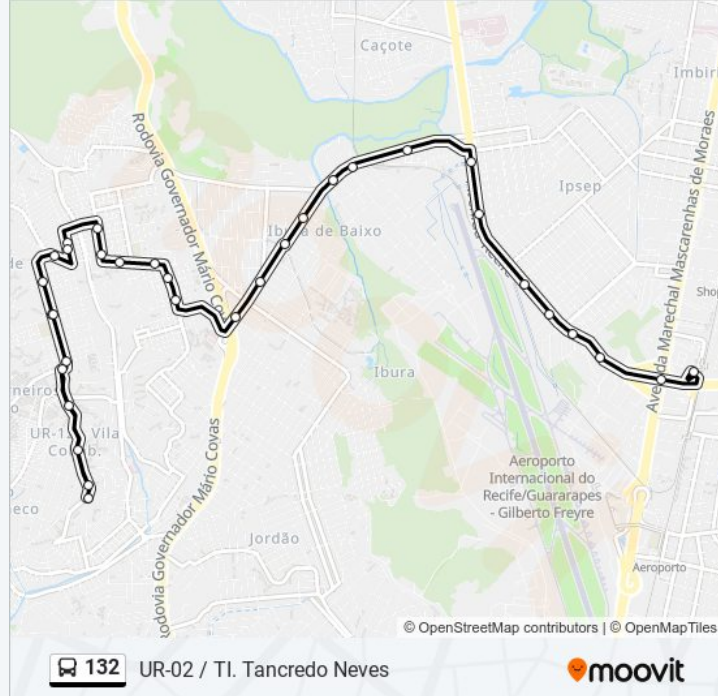 Caçote
Imbiri
Rodovia Governador Mário Covas
Avenida Marechal Mascarenhas de Moraes
Ipsep
Ibura de Baixo
Shop
Ibura
UR-12
Vila
Aeroporto
Internacional do
Recife/Guararapes
- Gilberto Freyre
Rodovia Governador Mário Covas
Jordão
Aeroporto
© OpenStreetMap contributors | © OpenMapTiles
132 UR-02 / TI. Tancredo Neves
moovit